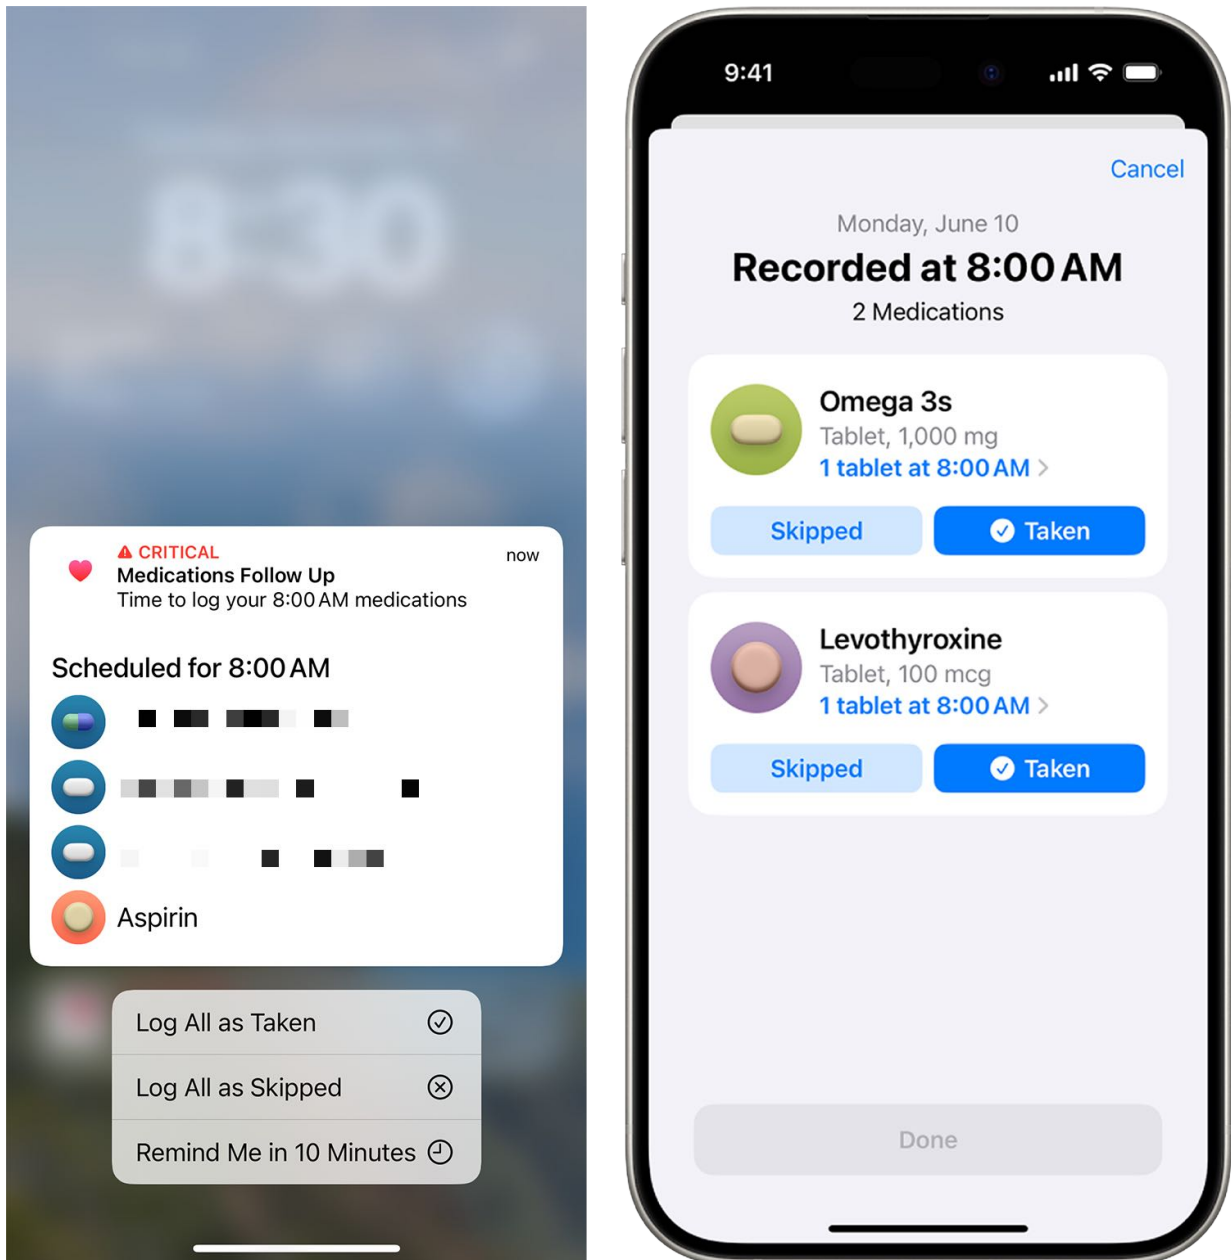 8:30
CRITICAL
now
Medications Follow Up
Time to log your 8:00 AM medications
Scheduled for 8:00 AM
Aspirin
Log All as Taken
Log All as Skipped
Remind Me in 10 Minutes
9:41
Cancel
Monday, June 10
Recorded at 8:00 AM
2 Medications
Omega 3s
Tablet, 1,000 mg
1 tablet at 8:00 AM
Skipped
Taken
Levothyroxine
Tablet, 100 mcg
1 tablet at 8:00 AM
Skipped
Taken
Done